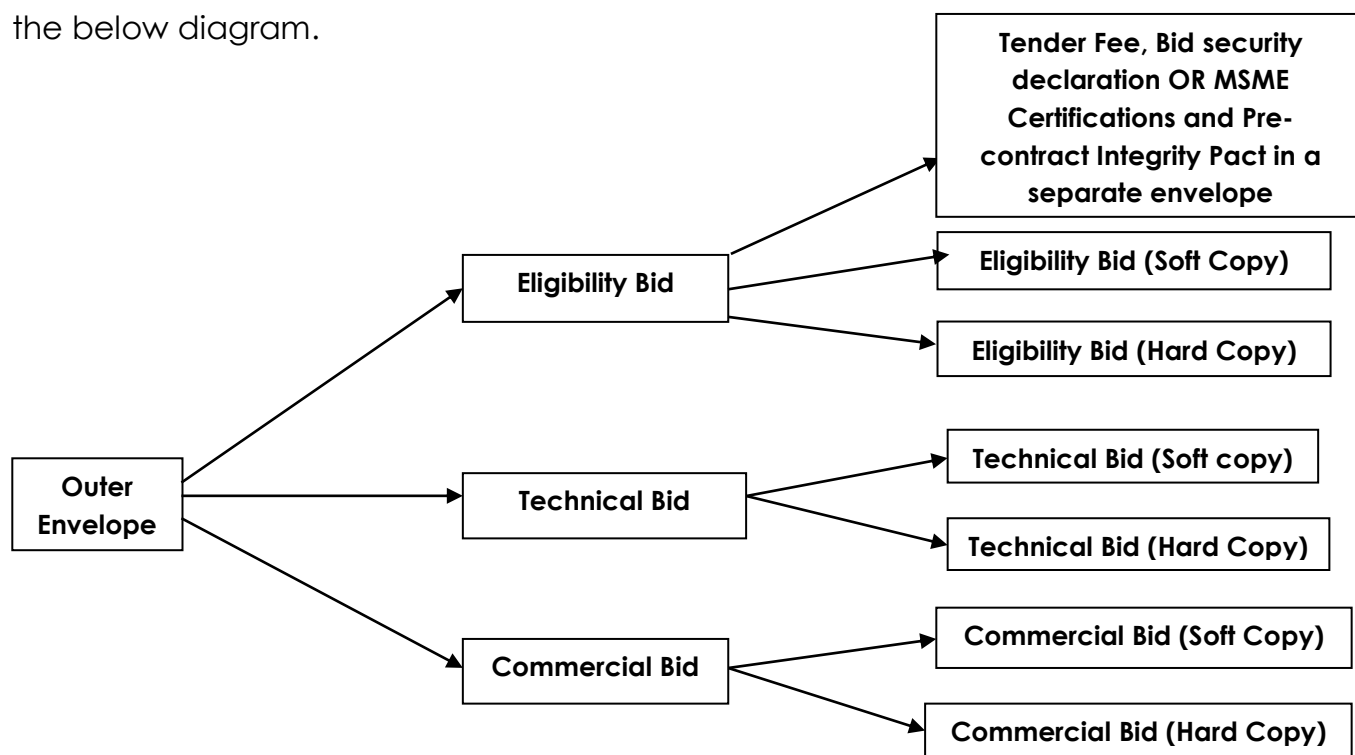 the below diagram.
Tender Fee, Bid security
declaration OR MSME
Certifications and Pre-
contract Integrity Pact in a
separate envelope
Eligibility Bid
Eligibility Bid (Soft Copy)
Eligibility Bid (Hard Copy)
Outer
Envelope
Technical Bid
Technical Bid (Soft copy)
Technical Bid (Hard Copy)
Commercial Bid
Commercial Bid (Soft Copy)
Commercial Bid (Hard Copy)